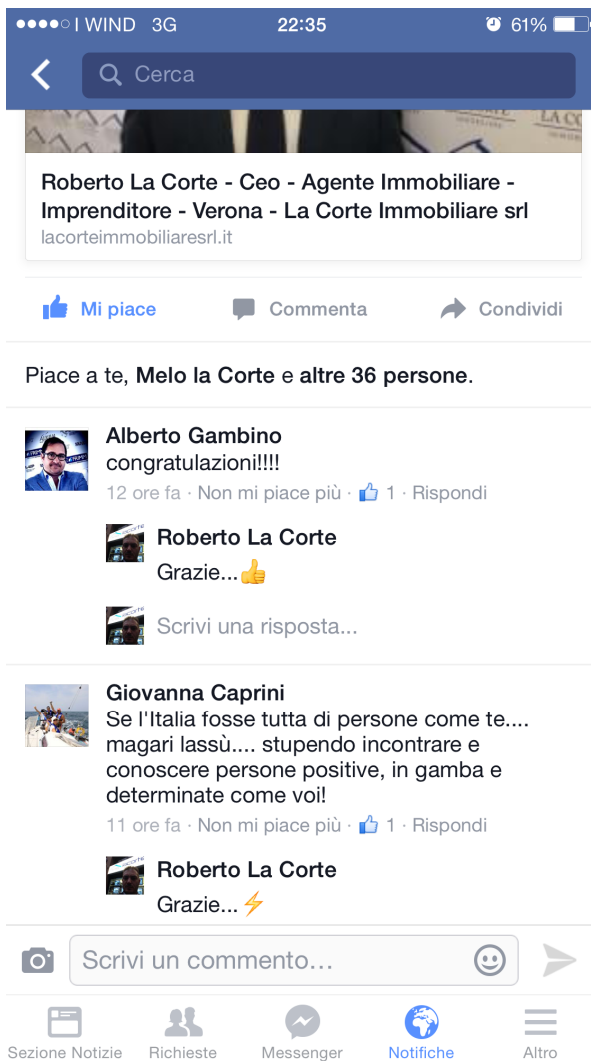 I WIND 3G 22:35 61%
Cerca
LA CO
Roberto La Corte - Ceo - Agente Immobiliare -
Imprenditore - Verona - La Corte Immobiliare srl
lacorteimmobiliaresrl.it
Mi piace Commenta Condividi
Piace a te, Melo la Corte e altre 36 persone.
Alberto Gambino
congratulazioni!!!!
12 ore fa · Non mi piace più · 1 · Rispondi
Roberto La Corte
Grazie...👍
Scrivi una risposta...
Giovanna Caprini
Se l'Italia fosse tutta di persone come te....
magari lassù.... stupendo incontrare e
conoscere persone positive, in gamba e
determinate come voi!
11 ore fa · Non mi piace più · 1 · Rispondi
Roberto La Corte
Grazie...⚡
Scrivi un commento...
Sezione Notizie Richieste Messenger Notifiche Altro